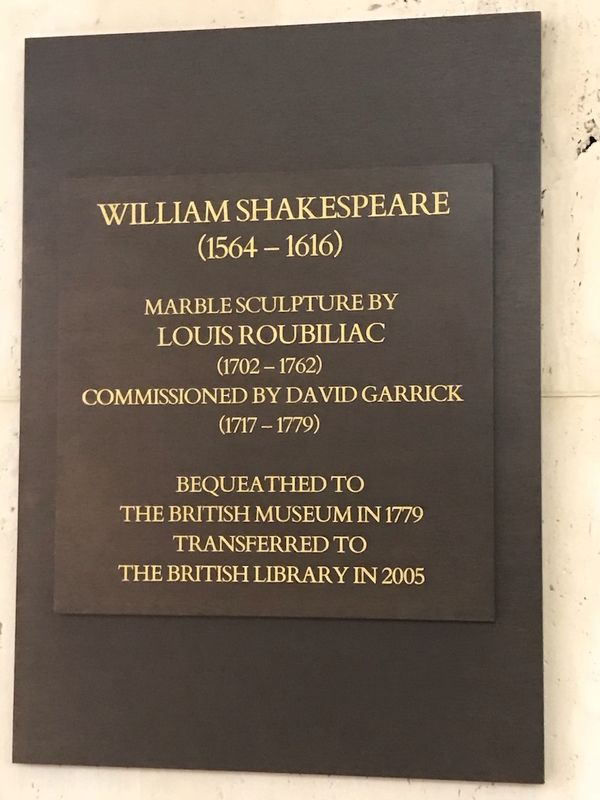 WILLIAM SHAKESPEARE
(1564 – 1616)
MARBLE SCULPTURE BY
LOUIS ROUBILIAC
(1702 – 1762)
COMMISSIONED BY DAVID GARRICK
(1717 – 1779)
BEQUEATHED TO
THE BRITISH MUSEUM IN 1779
TRANSFERRED TO
THE BRITISH LIBRARY IN 2005